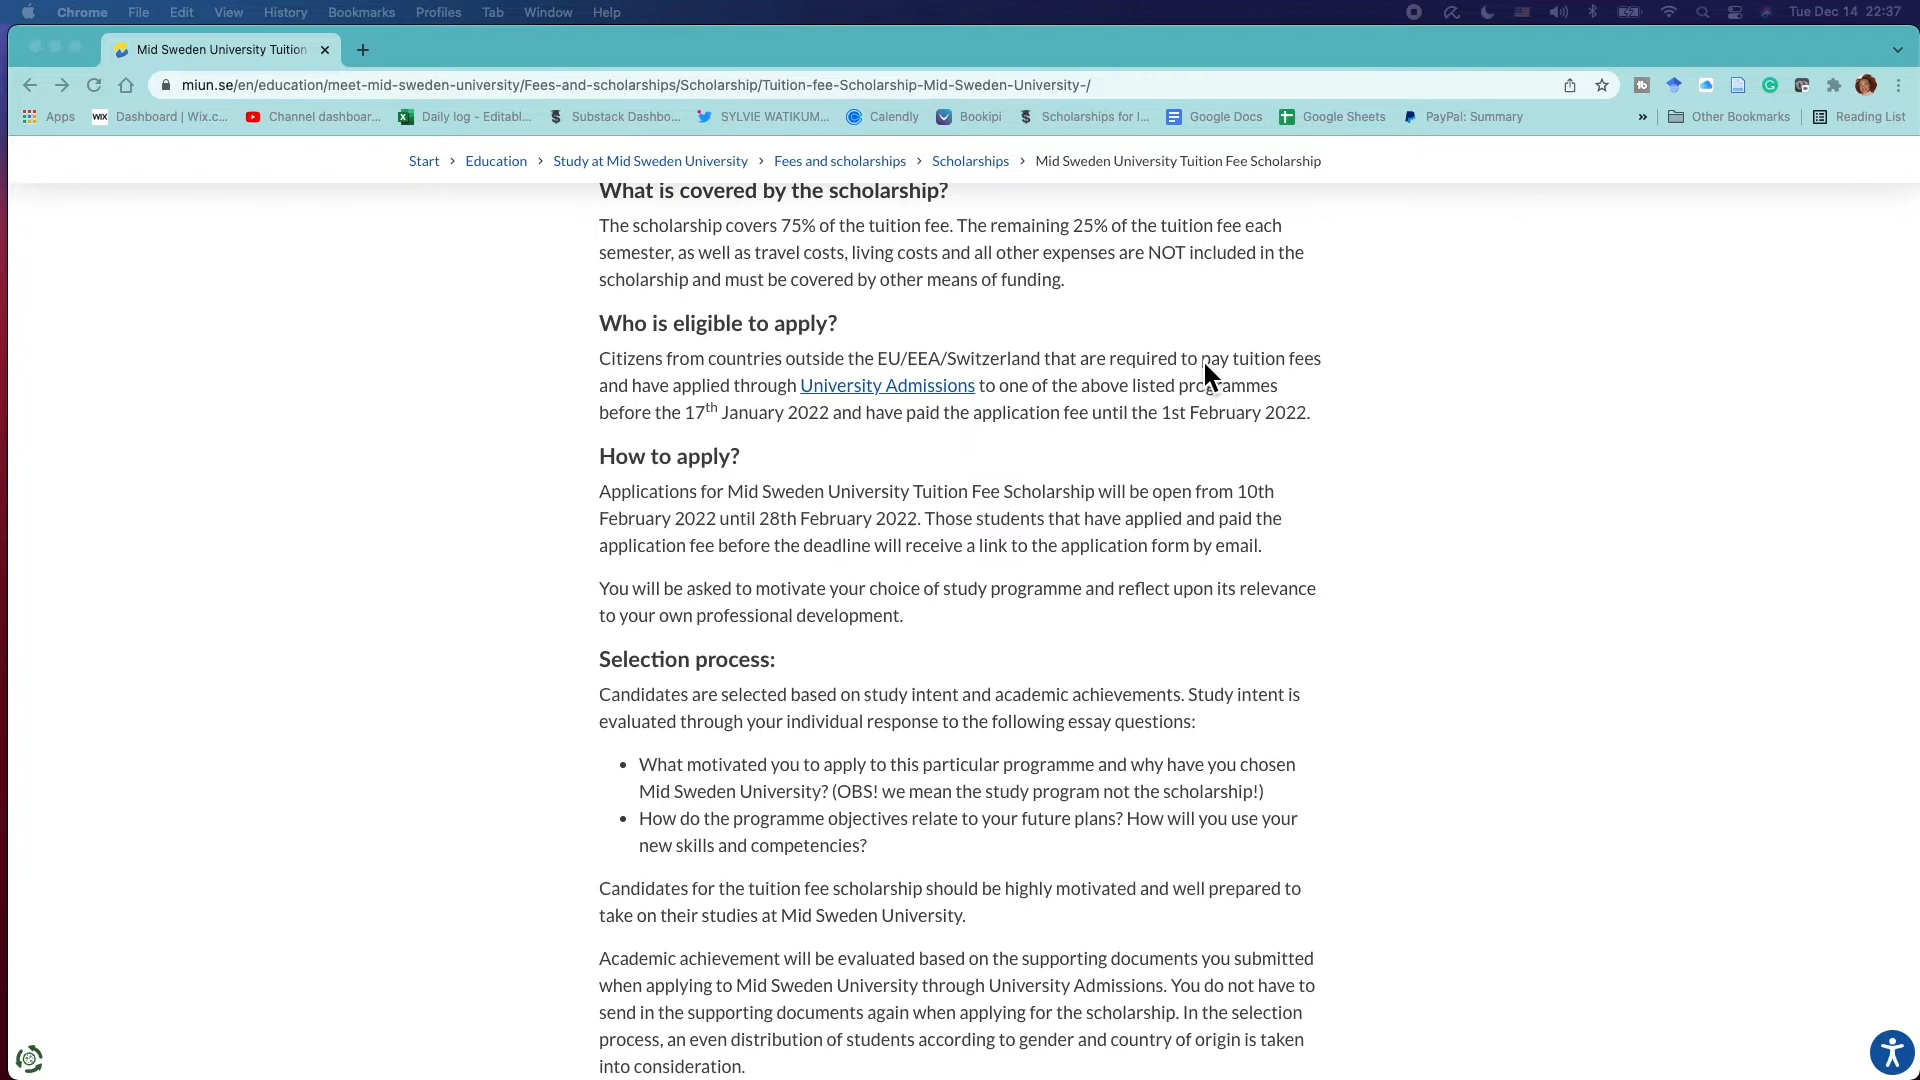 Chrome File Edit View History Bookmarks Profiles Tab Window Help Tue Dec 14 22:37
Mid Sweden University Tuition
miun.se/en/education/meet-mid-sweden-university/Fees-and-scholarships/Scholarship/Tuition-fee-Scholarship-Mid-Sweden-University-/
Apps WIX Dashboard | Wix.c... Channel dashboar... Daily log - Editabl... Substack Dashbo... SYLVIE WATIKUM... Calendly Bookipi Scholarships for I... Google Docs Google Sheets PayPal: Summary » Other Bookmarks Reading List
Start > Education > Study at Mid Sweden University > Fees and scholarships > Scholarships > Mid Sweden University Tuition Fee Scholarship
What is covered by the scholarship?
The scholarship covers 75% of the tuition fee. The remaining 25% of the tuition fee each
semester, as well as travel costs, living costs and all other expenses are NOT included in the
scholarship and must be covered by other means of funding.
Who is eligible to apply?
Citizens from countries outside the EU/EEA/Switzerland that are required to pay tuition fees
and have applied through University Admissions to one of the above listed programmes
before the 17th January 2022 and have paid the application fee until the 1st February 2022.
How to apply?
Applications for Mid Sweden University Tuition Fee Scholarship will be open from 10th
February 2022 until 28th February 2022. Those students that have applied and paid the
application fee before the deadline will receive a link to the application form by email.
You will be asked to motivate your choice of study programme and reflect upon its relevance
to your own professional development.
Selection process:
Candidates are selected based on study intent and academic achievements. Study intent is
evaluated through your individual response to the following essay questions:
• What motivated you to apply to this particular programme and why have you chosen
Mid Sweden University? (OBS! we mean the study program not the scholarship!)
• How do the programme objectives relate to your future plans? How will you use your
new skills and competencies?
Candidates for the tuition fee scholarship should be highly motivated and well prepared to
take on their studies at Mid Sweden University.
Academic achievement will be evaluated based on the supporting documents you submitted
when applying to Mid Sweden University through University Admissions. You do not have to
send in the supporting documents again when applying for the scholarship. In the selection
process, an even distribution of students according to gender and country of origin is taken
into consideration.